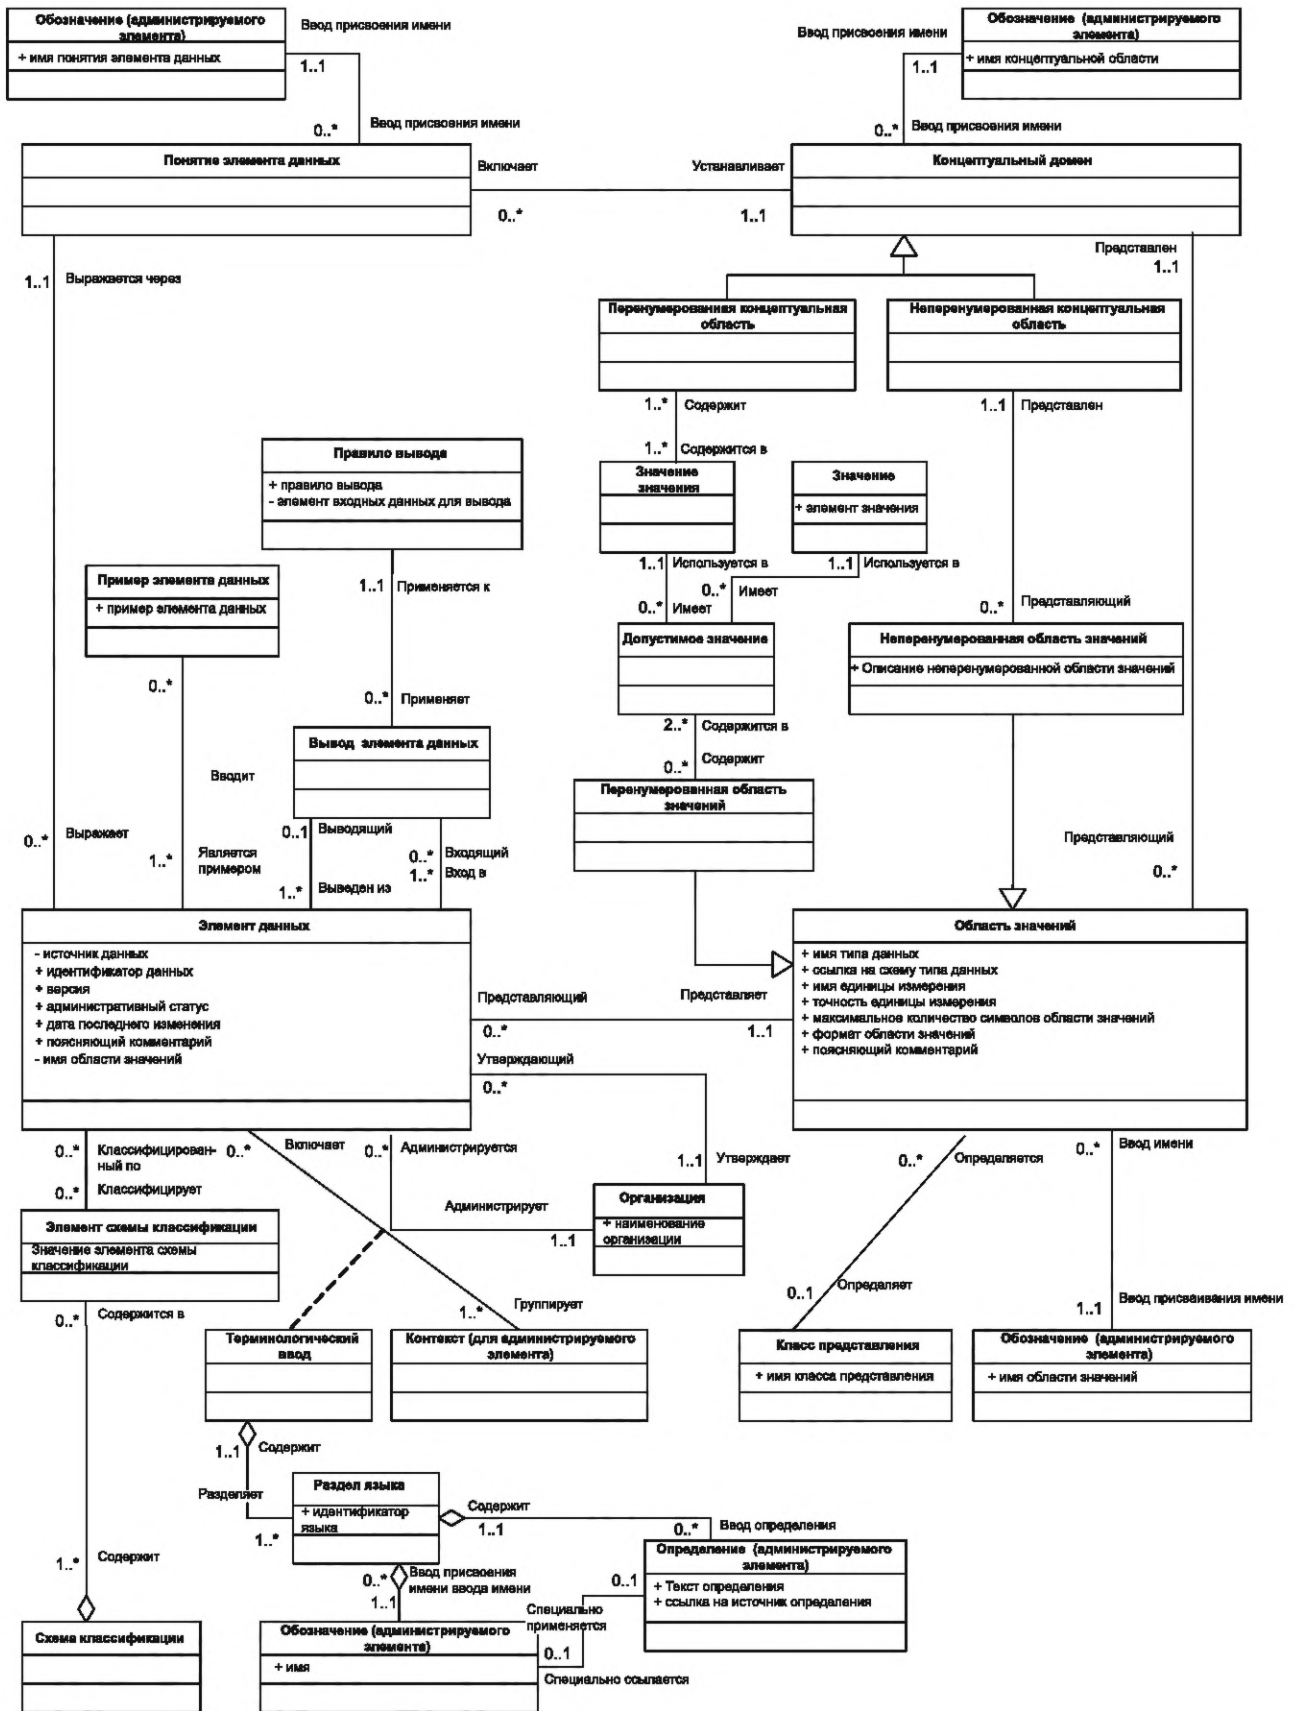 Обозначение (администрируемого
элемента)
+ имя понятия элемента данных
Ввод присвоения имени
1..1
0..*
Ввод присвоения имени
Обозначение (администрируемого
элемента)
+ имя концептуальной области
Ввод присвоения имени
1..1
0..*
Ввод присвоения имени
Понятие элемента данных
Включает
0..*
Устанавливает
1..1
Концептуальный домен
1..1
Выражается через
Представлен
1..1
Перенумерованная концептуальная
область
Неперенумерованная концептуальная
область
1..*
Содержит
1..*
Содержится в
1..1
Представлен
Правило вывода
+ правило вывода
- элемент входных данных для вывода
Значение
значения
Значение
+ элемент значения
Пример элемента данных
+ пример элемента данных
1..1
Применяется к
1..1
Используется в
0..*
Имеет
1..1
Используется в
0..*
Имеет
0..*
Представляющий
Допустимое значение
Неперенумерованная область значений
+ Описание неперенумерованной области значений
0..*
0..*
Применяет
2..*
Содержится в
0..*
Содержит
Вывод элемента данных
Вводит
Перенумерованная область
значений
0..*
Выражает
1..*
Является
примером
0..1
Выводящий
1..*
Выведен из
0..*
Входящий
1..*
Вход в
Представляющий
0..*
Элемент данных
- источник данных
+ идентификатор данных
+ версия
+ административный статус
+ дата последнего изменения
+ поясняющий комментарий
- имя области значений
Область значений
+ имя типа данных
+ ссылка на схему типа данных
+ имя единицы измерения
+ точность единицы измерения
+ максимальное количество символов области значений
+ формат области значений
+ поясняющий комментарий
Представляющий
0..*
Представляет
1..1
Утверждающий
0..*
0..*
Классифицирован-
ный по
0..*
Классифицирует
0..*
Включает
0..*
Администрируется
1..1
Утверждает
0..*
Определяется
0..*
Ввод имени
Администрирует
1..1
Организация
+ наименование
организации
Элемент схемы классификации
Значение элемента схемы
классификации
0..*
Содержится в
1..*
Группирует
0..1
Определяет
1..1
Ввод присваивания имени
Терминологический
ввод
Контекст (для администрируемого
элемента)
Класс представления
+ имя класса представления
Обозначение (администрируемого
элемента)
+ имя области значений
1..1
Содержит
Разделяет
1..*
Раздел языка
+ идентификатор
языка
Содержит
1..1
0..*
Ввод определения
Определение (администрируемого
элемента)
+ Текст определения
+ ссылка на источник определения
1..*
Содержит
0..*
Ввод присвоения
имени ввода имени
1..1
0..1
Специально
применяется
0..1
Специально ссылается
Схема классификации
Обозначение (администрируемого
элемента)
+ имя